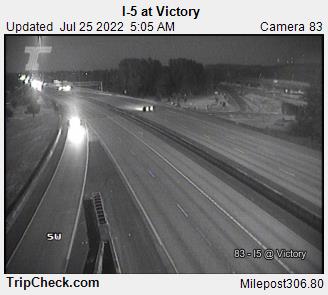 I-5 at Victory
Updated Jul 25 2022 5:05 AM Camera 83
T
SW
83 - I5 @ Victory
TripCheck.com Milepost306.80